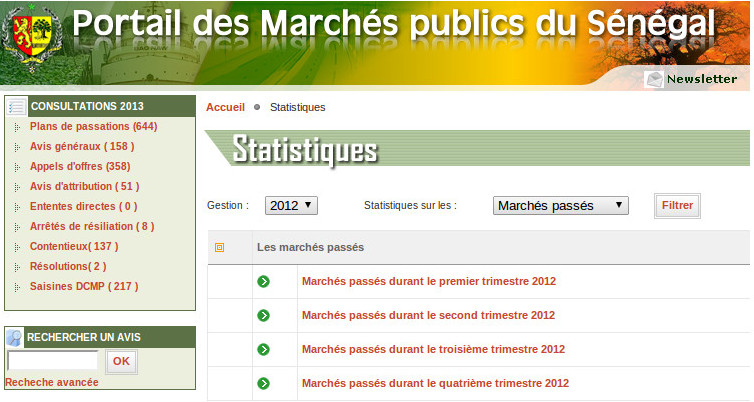 Portail des Marchés publics du Sénégal
Newsletter
CONSULTATIONS 2013
Plans de passations (644)
Avis généraux ( 158 )
Appels d'offres (358)
Avis d'attribution ( 51 )
Ententes directes ( 0 )
Arrêtés de résiliation ( 8 )
Contentieux( 137 )
Résolutions( 2 )
Saisines DCMP ( 217 )
RECHERCHER UN AVIS
OK
Recheche avancée
Accueil Statistiques
Statistiques
Gestion : 2012 Statistiques sur les : Marchés passés Filtrer
Les marchés passés
Marchés passés durant le premier trimestre 2012
Marchés passés durant le second trimestre 2012
Marchés passés durant le troisième trimestre 2012
Marchés passés durant le quatrième trimestre 2012